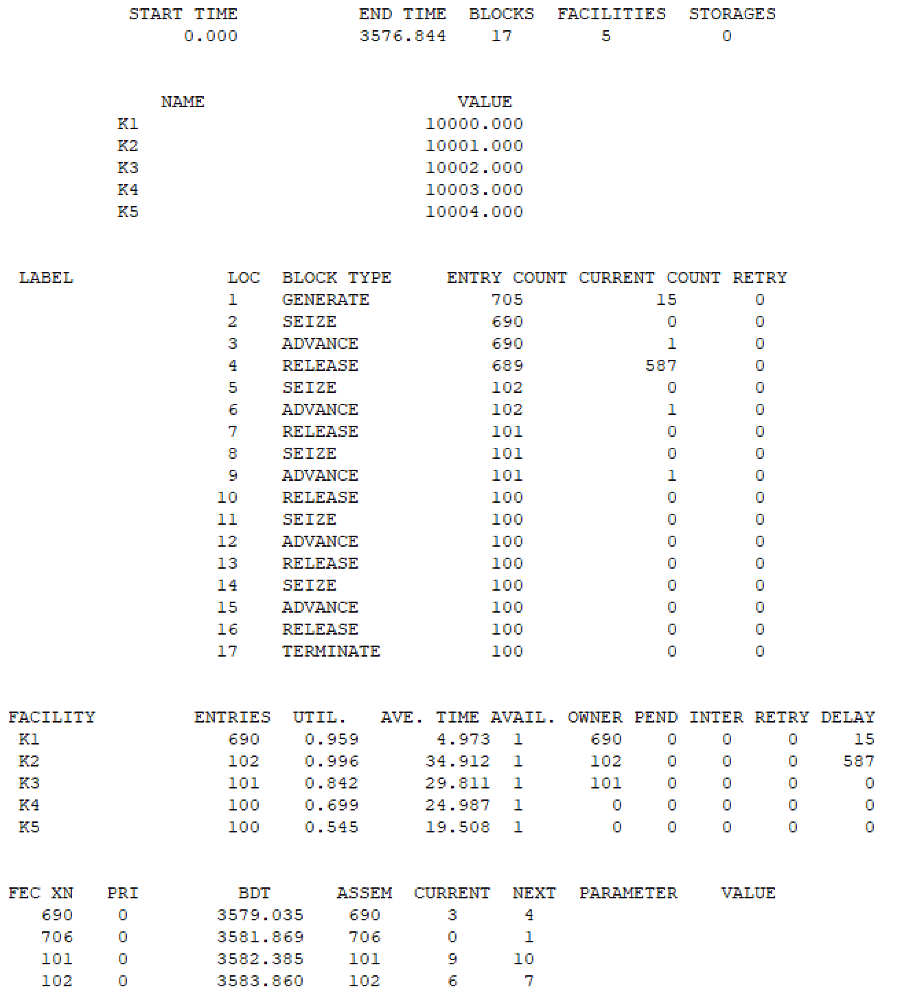 START TIME END TIME BLOCKS FACILITIES STORAGES
0.000 3576.844 17 5 0
NAME VALUE
K1 10000.000
K2 10001.000
K3 10002.000
K4 10003.000
K5 10004.000
LABEL LOC BLOCK TYPE ENTRY COUNT CURRENT COUNT RETRY
1 GENERATE 705 15 0
2 SEIZE 690 0 0
3 ADVANCE 690 1 0
4 RELEASE 689 587 0
5 SEIZE 102 0 0
6 ADVANCE 102 1 0
7 RELEASE 101 0 0
8 SEIZE 101 0 0
9 ADVANCE 101 1 0
10 RELEASE 100 0 0
11 SEIZE 100 0 0
12 ADVANCE 100 0 0
13 RELEASE 100 0 0
14 SEIZE 100 0 0
15 ADVANCE 100 0 0
16 RELEASE 100 0 0
17 TERMINATE 100 0 0
FACILITY ENTRIES UTIL. AVE. TIME AVAIL. OWNER PEND INTER RETRY DELAY
K1 690 0.959 4.973 1 690 0 0 0 15
K2 102 0.996 34.912 1 102 0 0 0 587
K3 101 0.842 29.811 1 101 0 0 0 0
K4 100 0.699 24.987 1 0 0 0 0 0
K5 100 0.545 19.508 1 0 0 0 0 0
FEC XN PRI BDT ASSEM CURRENT NEXT PARAMETER VALUE
690 0 3579.035 690 3 4
706 0 3581.869 706 0 1
101 0 3582.385 101 9 10
102 0 3583.860 102 6 7